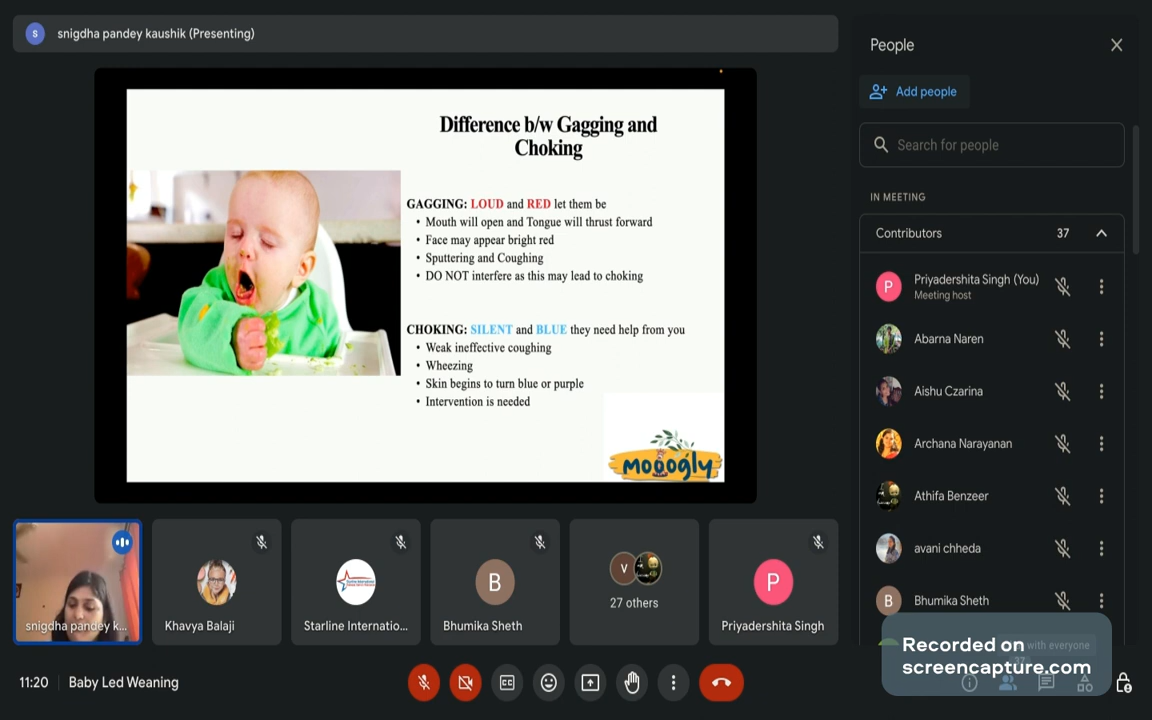 S
snigdha pandey kaushik (Presenting)
Difference b/w Gagging and
Choking
GAGGING: LOUD and RED let them be
• Mouth will open and Tongue will thrust forward
• Face may appear bright red
• Sputtering and Coughing
• DO NOT interfere as this may lead to choking
CHOKING: SILENT and BLUE they need help from you
• Weak ineffective coughing
• Wheezing
• Skin begins to turn blue or purple
• Intervention is needed
mooogly
snigdha pandey k...
Khavya Balaji
Starline Internatio...
B
Bhumika Sheth
V
27 others
P
Priyadershita Singh
11:20 | Baby Led Weaning
CC
People
Add people
Search for people
IN MEETING
Contributors 37
P
Priyadershita Singh (You)
Meeting host
Abarna Naren
Aishu Czarina
Archana Narayanan
Athifa Benzeer
avani chheda
B
Bhumika Sheth
with everyone
Recorded on
screencapture.com